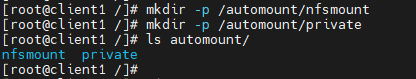 [root@client1 /]# mkdir -p /automount/nfsmount
[root@client1 /]# mkdir -p /automount/private
[root@client1 /]# ls automount/
nfsmount  private
[root@client1 /]#